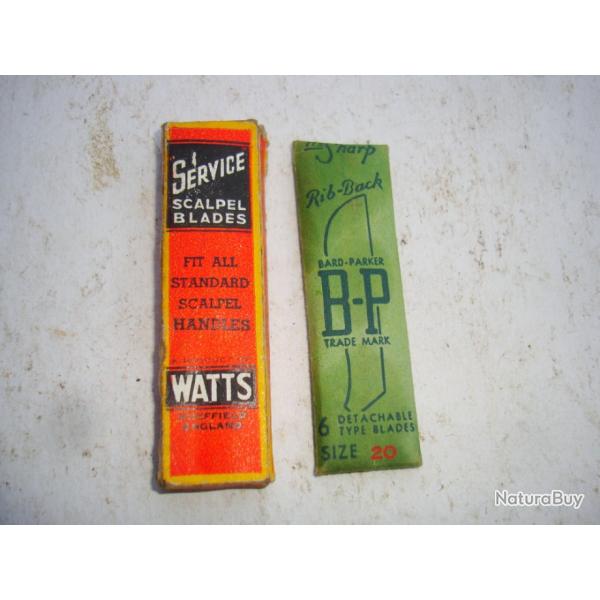 SERVICE
SCALPEL
BLADES
FIT ALL
STANDARD
SCALPEL
HANDLES
WATTS
SHEFFIELD
ENGLAND
Sharp
Rib-Back
BARD-PARKER
B-P
TRADE MARK
6 DETACHABLE
TYPE BLADES
SIZE 20
NaturaBuy